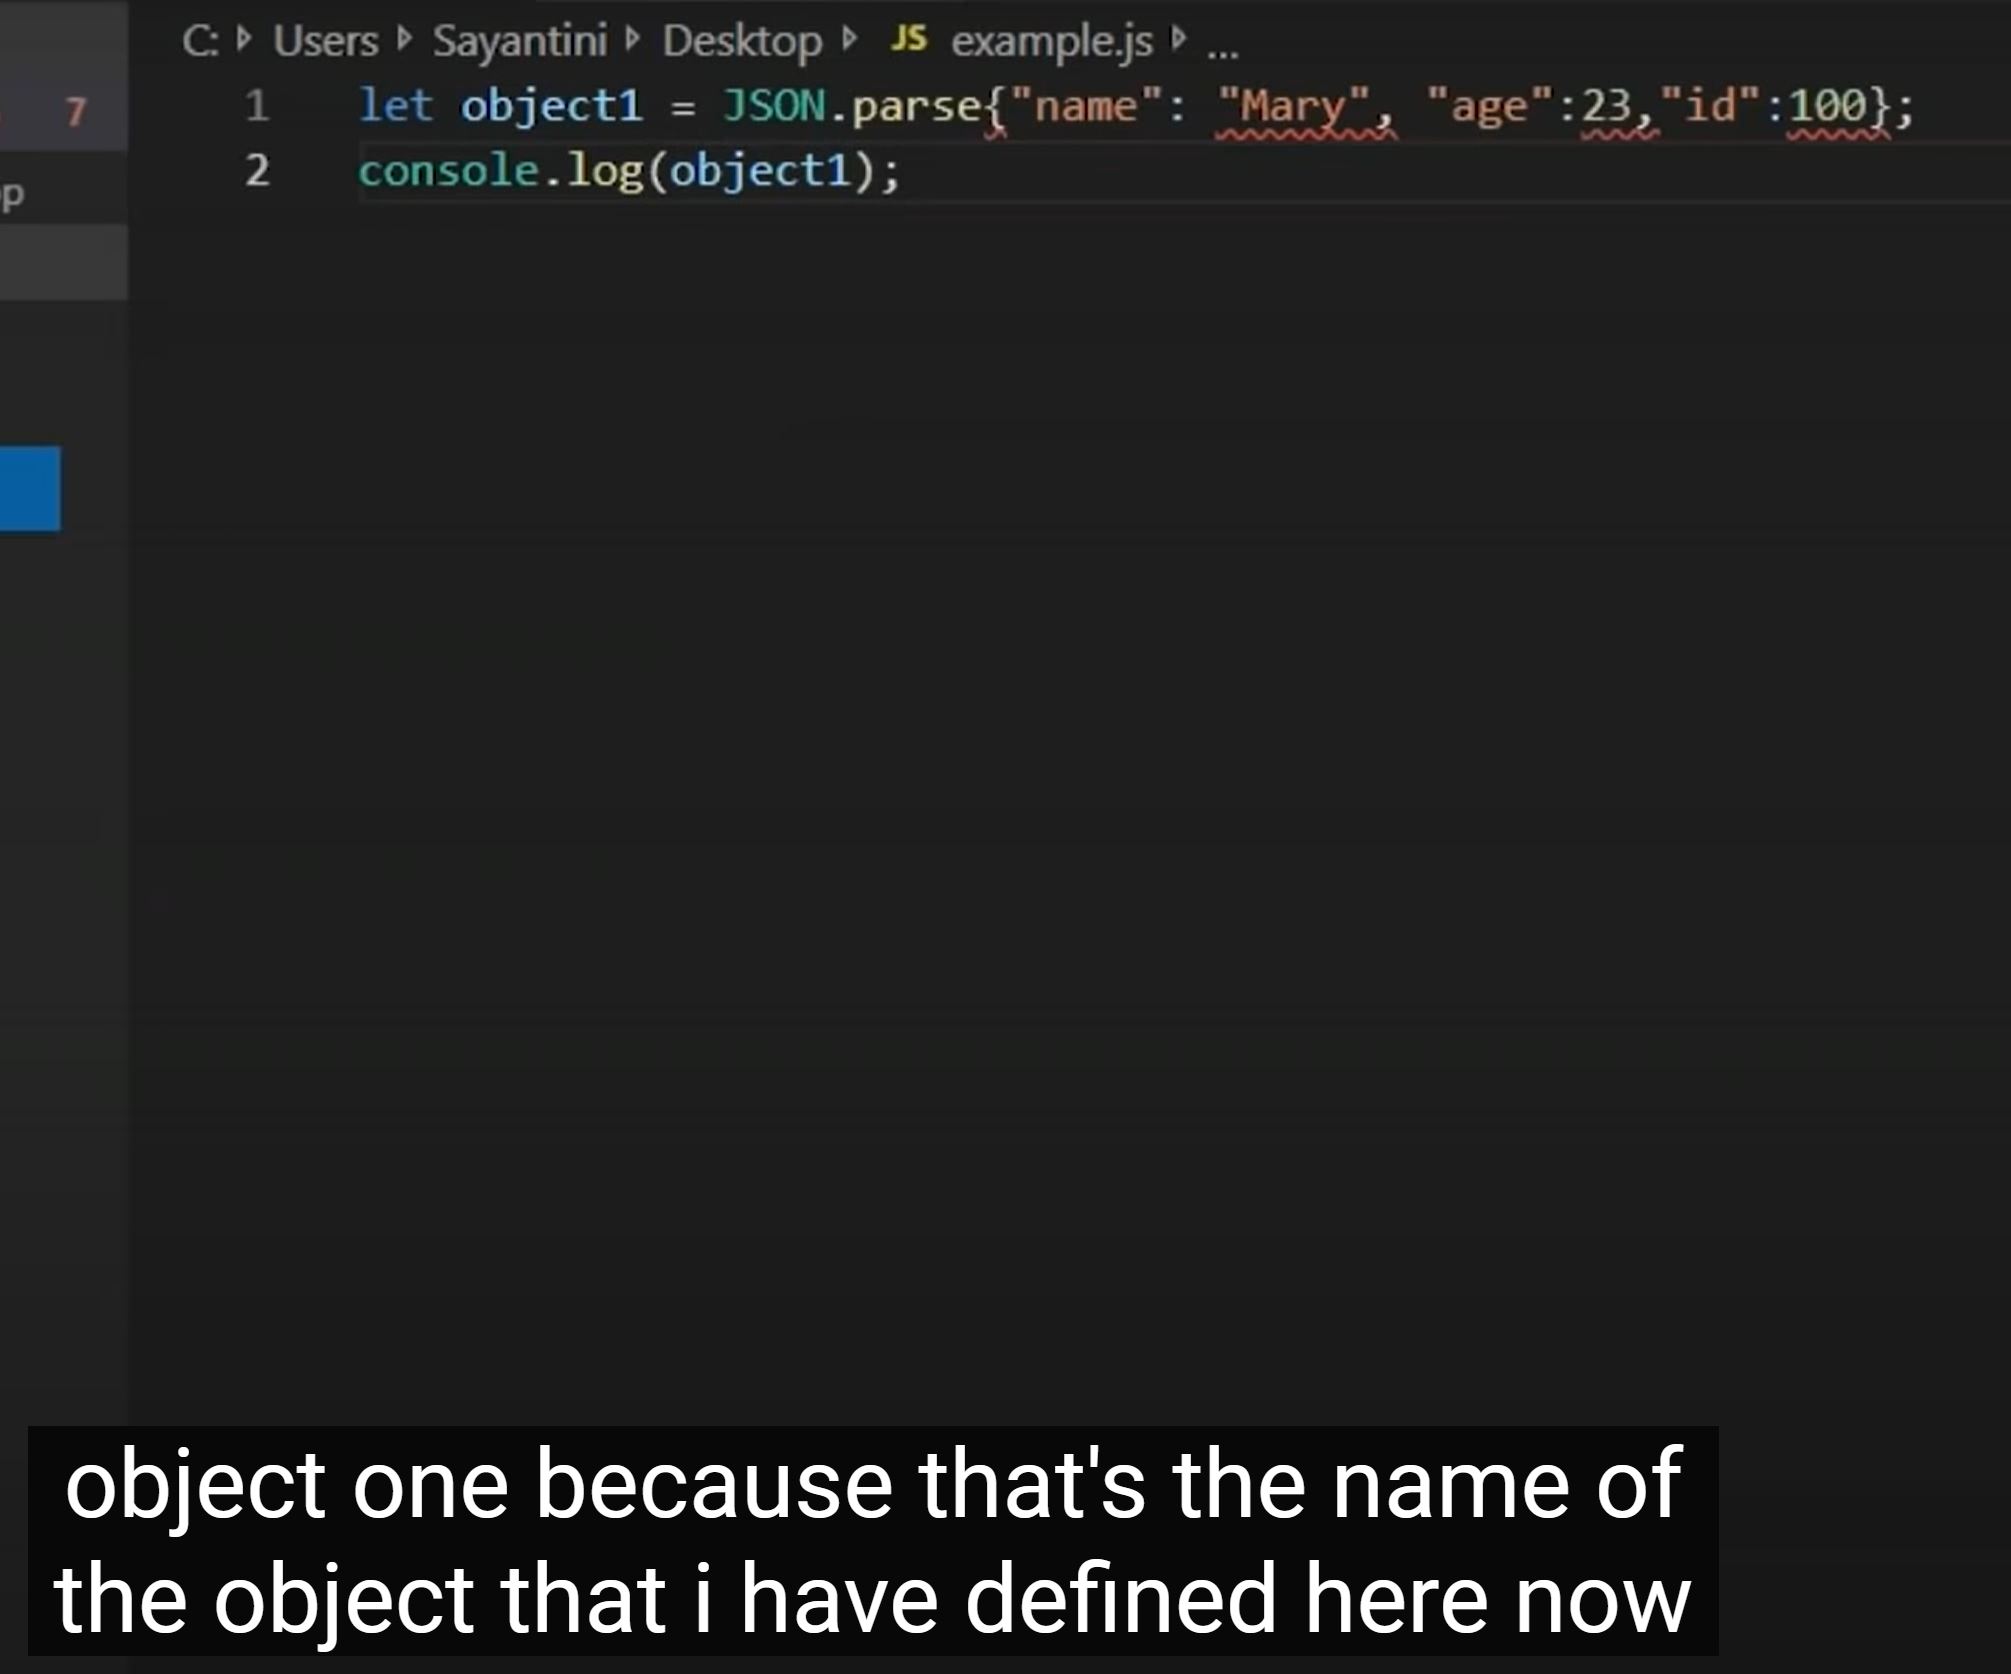 C: Users Sayantini Desktop JS example.js ...
7
1 let object1 = JSON.parse{"name": "Mary", "age":23,"id":100};
2 console.log(object1);
p
object one because that's the name of
the object that i have defined here now